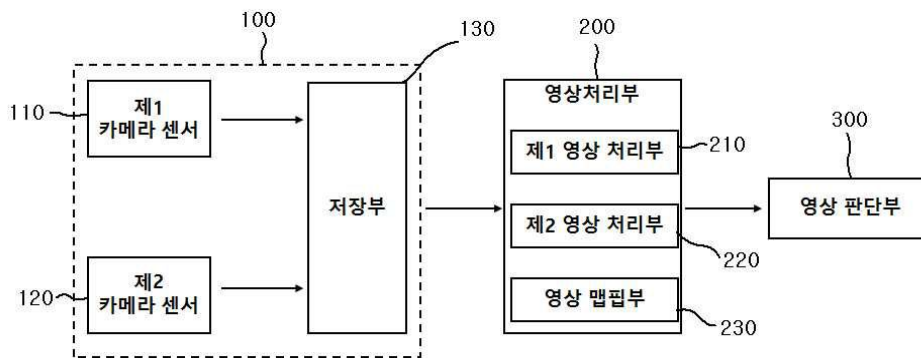 100
130
200
110
제1
카메라 센서
저장부
영상처리부
제1 영상 처리부
210
300
영상 판단부
제2 영상 처리부
220
120
제2
카메라 센서
영상 맵핍부
230